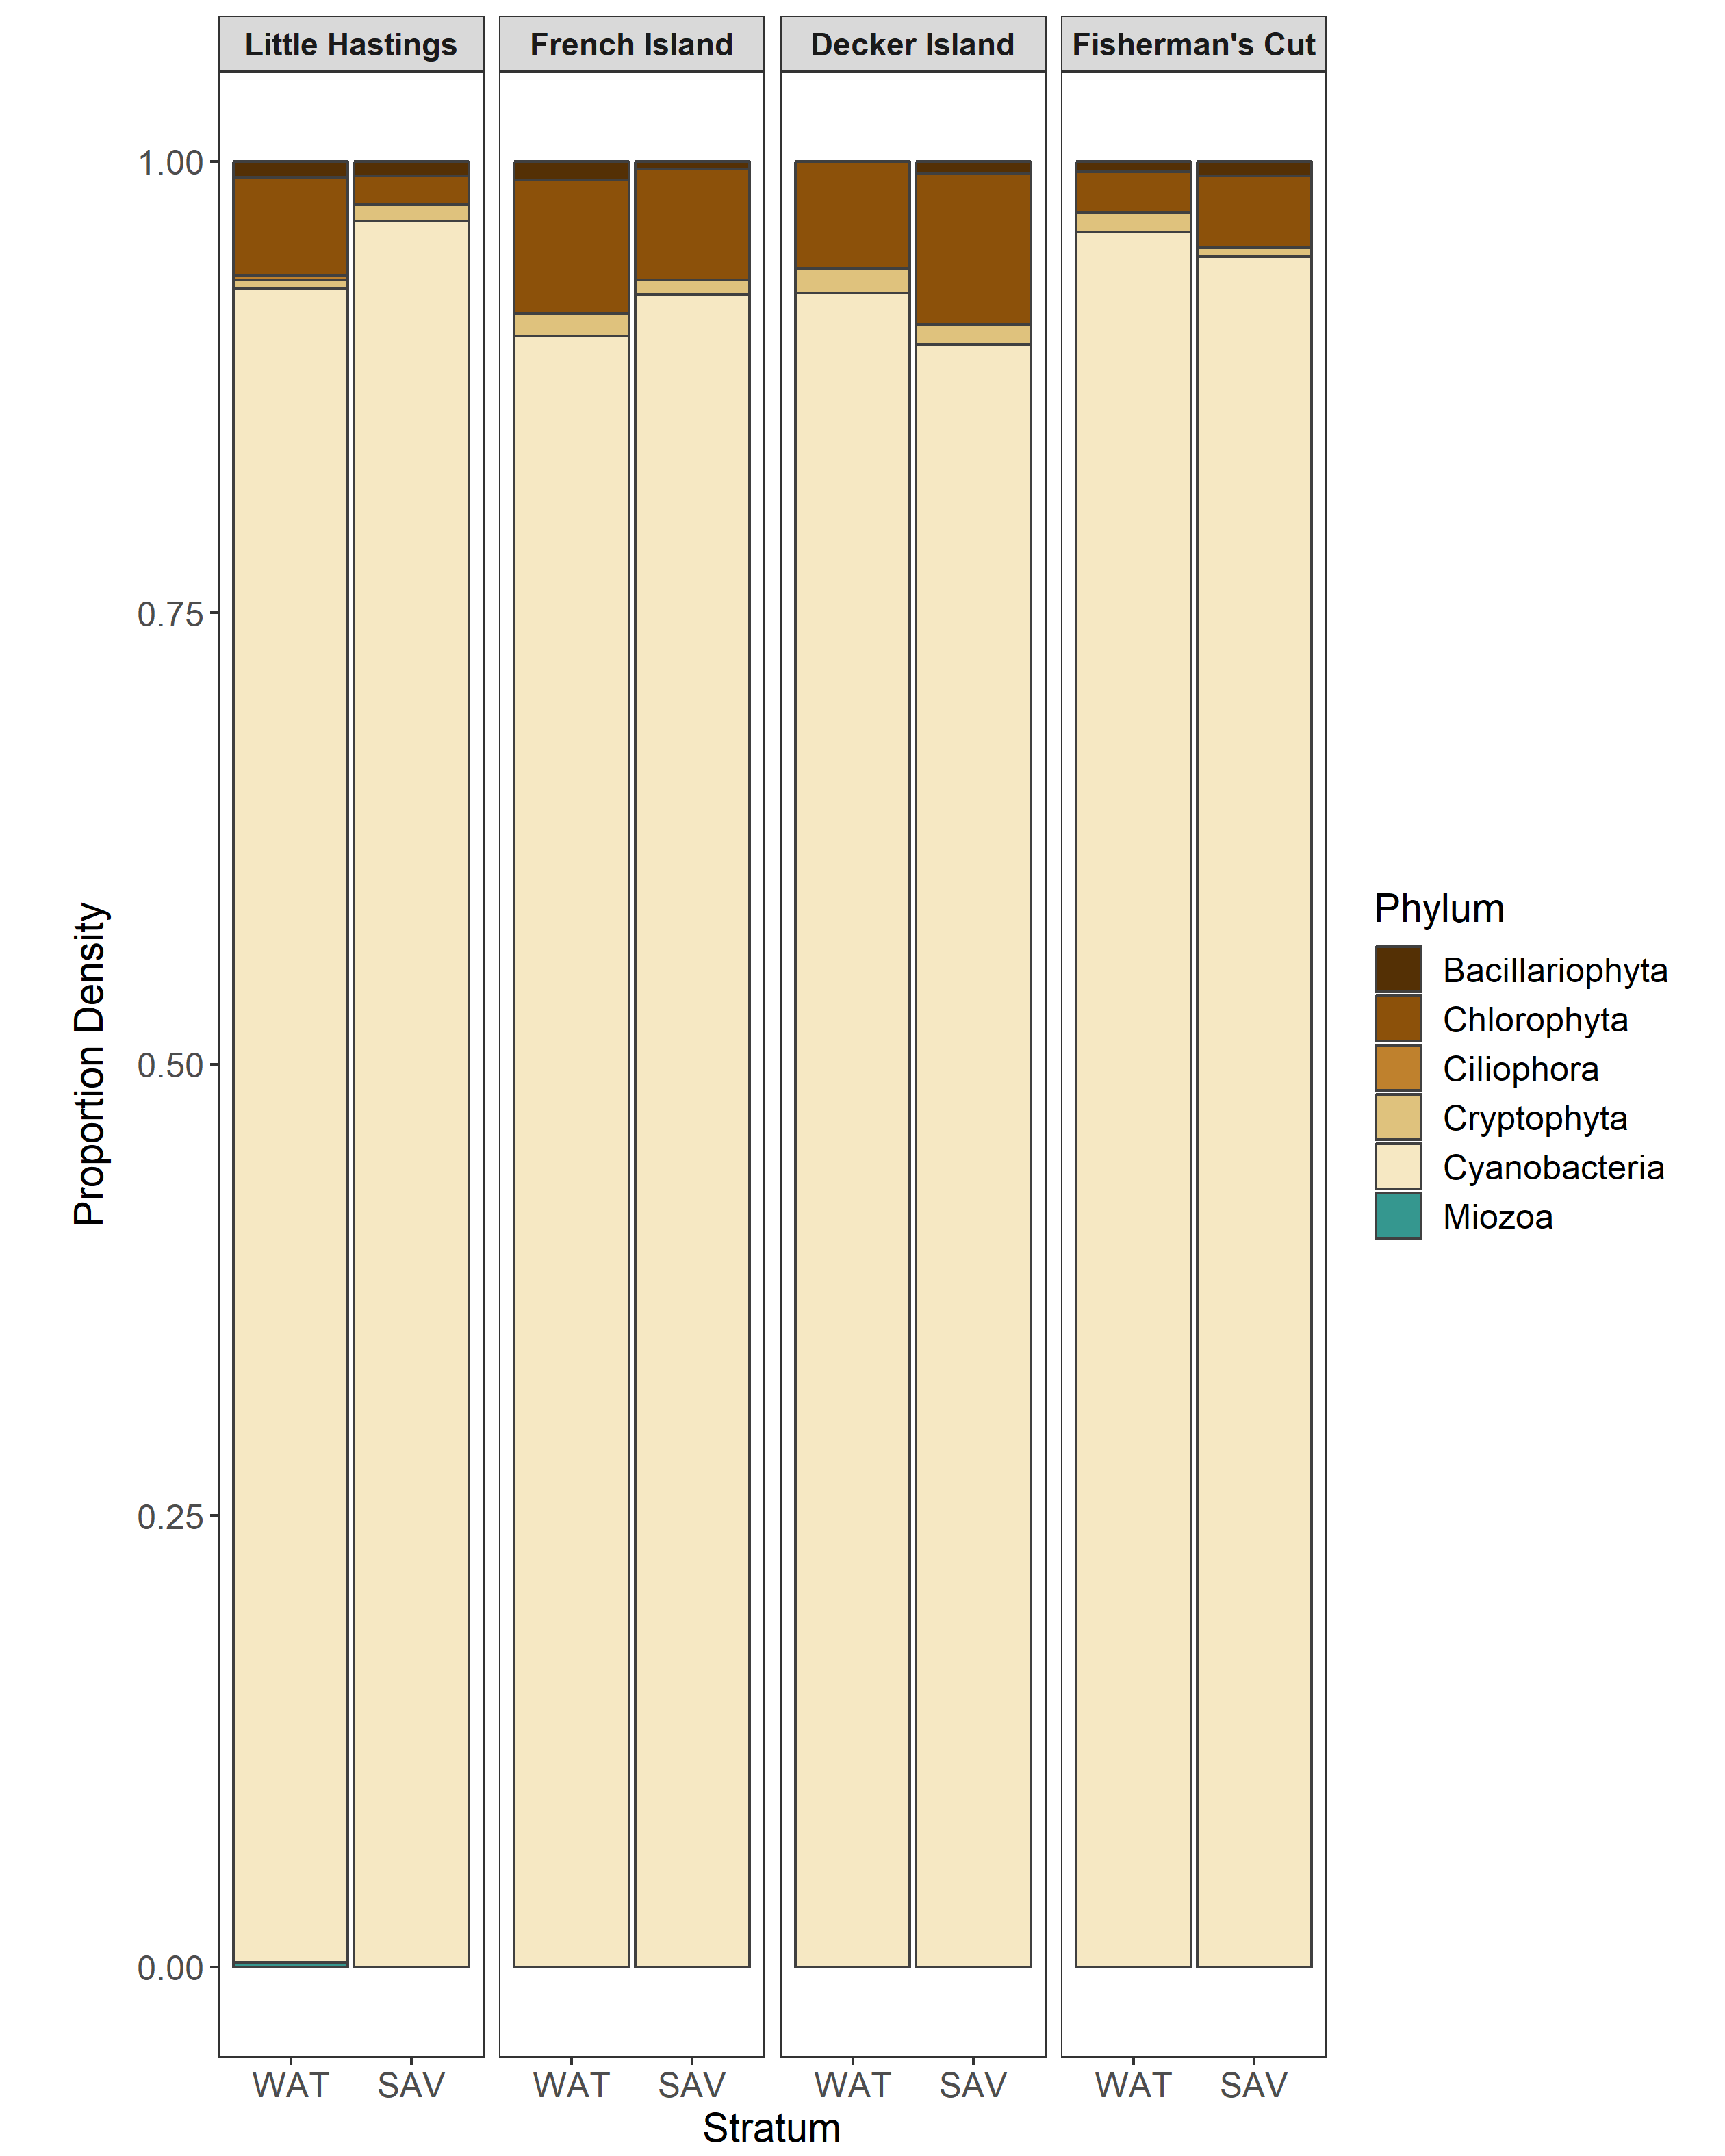 Little Hastings French Island Decker Island Fisherman's Cut
1.00
0.75
0.50
0.25
0.00
Proportion Density
WAT SAV WAT SAV WAT SAV WAT SAV
Stratum
Phylum
Bacillariophyta
Chlorophyta
Ciliophora
Cryptophyta
Cyanobacteria
Miozoa